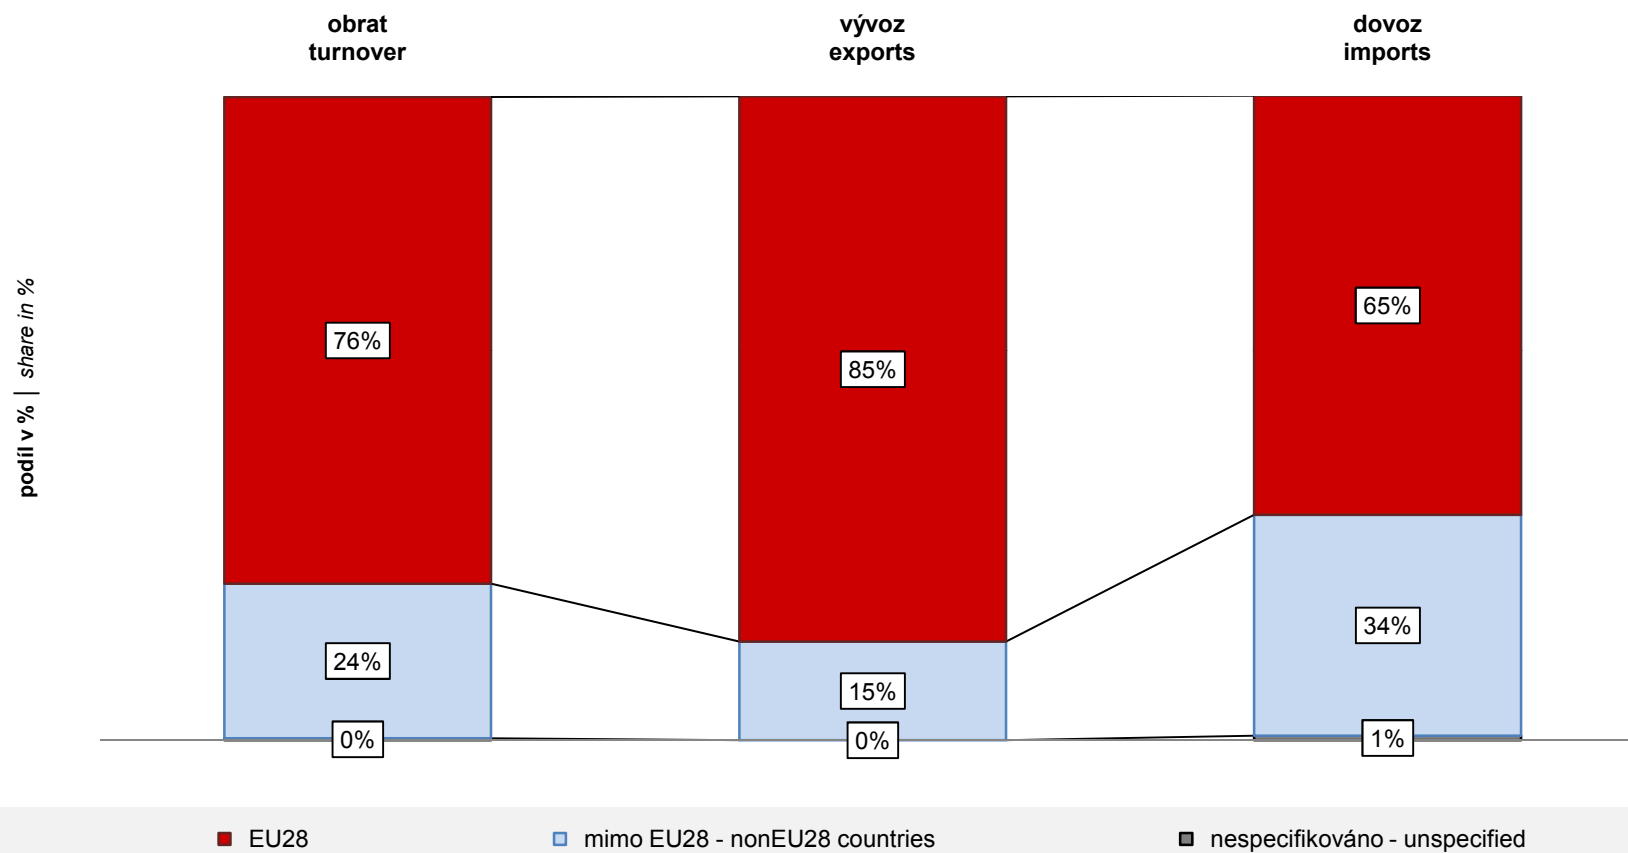 obrat
turnover
vývoz
exports
dovoz
imports
podíl v % | share in %
76%
85%
65%
24%
15%
34%
0%
0%
1%
EU28
mimo EU28 - nonEU28 countries
nespecifikováno - unspecified